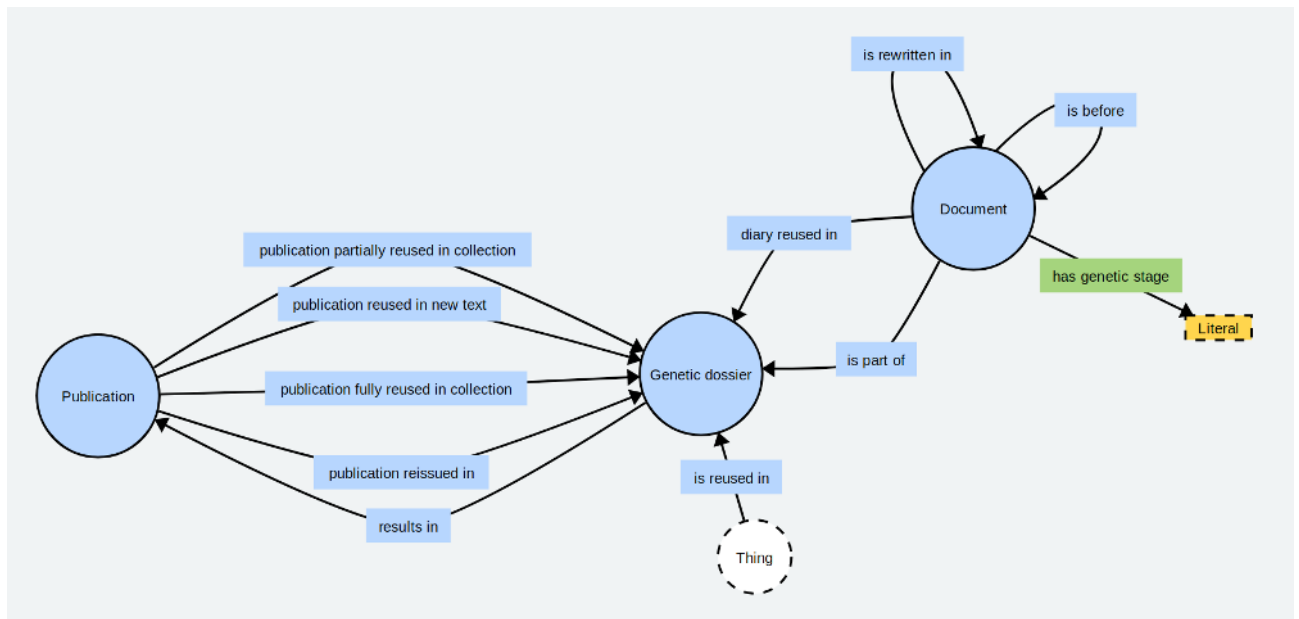 is rewritten in
is before
Document
diary reused in
publication partially reused in collection
has genetic stage
publication reused in new text
Literal
is part of
Genetic dossier
publication fully reused in collection
Publication
publication reissued in
is reused in
results in
Thing